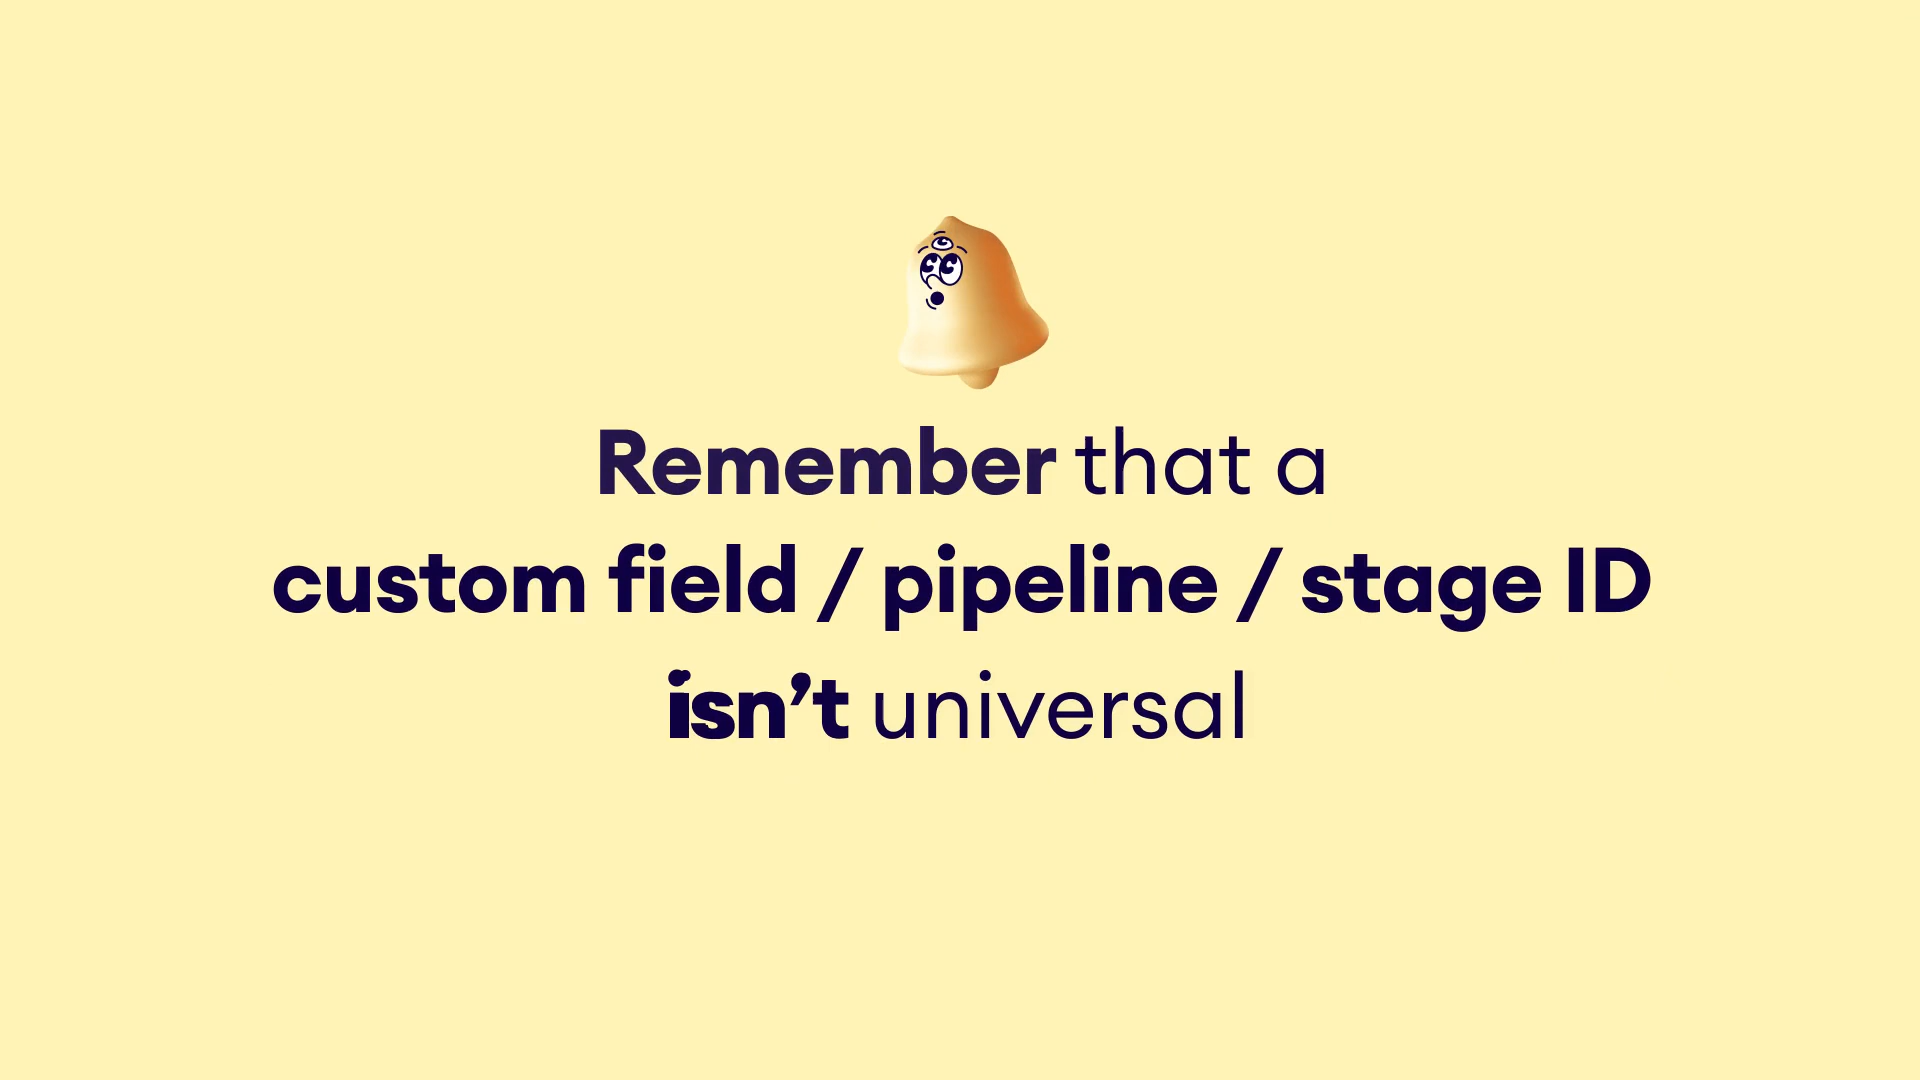 Remember that a
custom field / pipeline / stage ID
isn’t universal